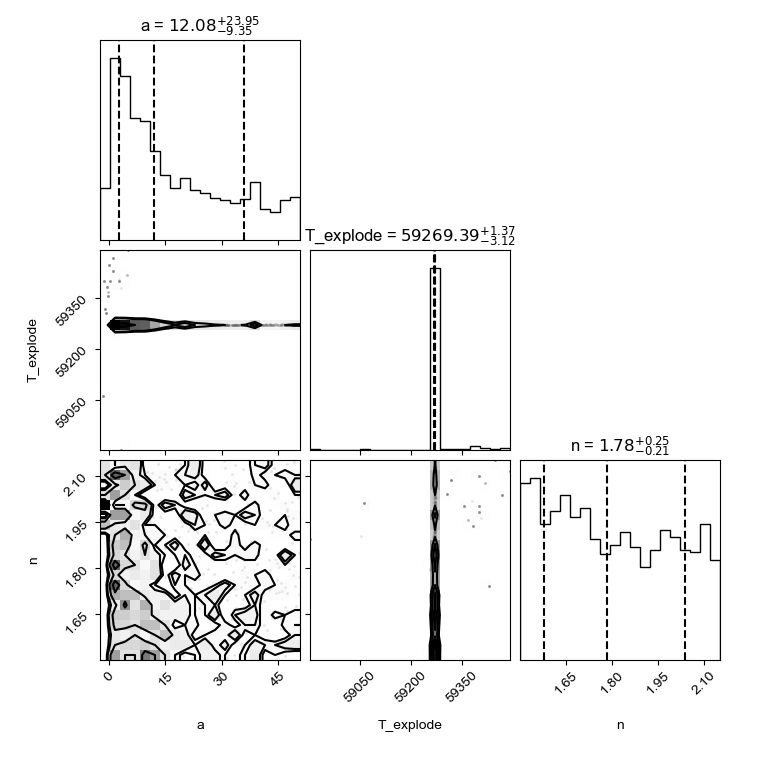 a = 12.08+23.95−9.35
T_explode = 59269.39+1.37−3.12
59350
59200
59050
T_explode
n = 1.78+0.25−0.21
2.10
1.95
1.80
1.65
n
0 15 30 45
59050 59200 59350
1.65 1.80 1.95 2.10
a T_explode n